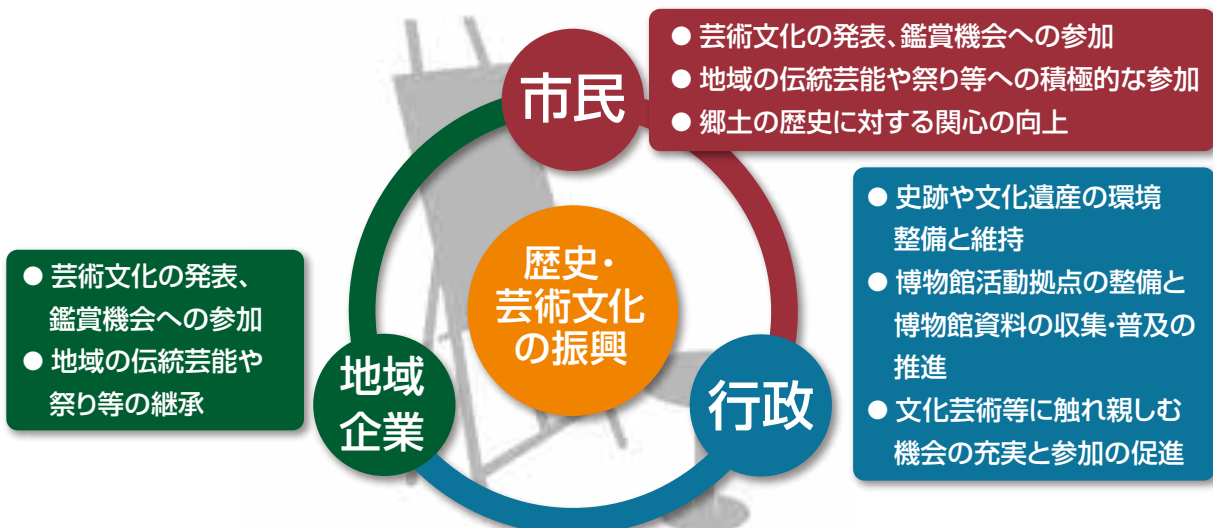 市民
● 芸術文化の発表、鑑賞機会への参加
● 地域の伝統芸能や祭り等への積極的な参加
● 郷土の歴史に対する関心の向上
歴史・
芸術文化
の振興
地域
企業
● 芸術文化の発表、
鑑賞機会への参加
● 地域の伝統芸能や
祭り等の継承
行政
● 史跡や文化遺産の環境
整備と維持
● 博物館活動拠点の整備と
博物館資料の収集・普及の
推進
● 文化芸術等に触れ親しむ
機会の充実と参加の促進